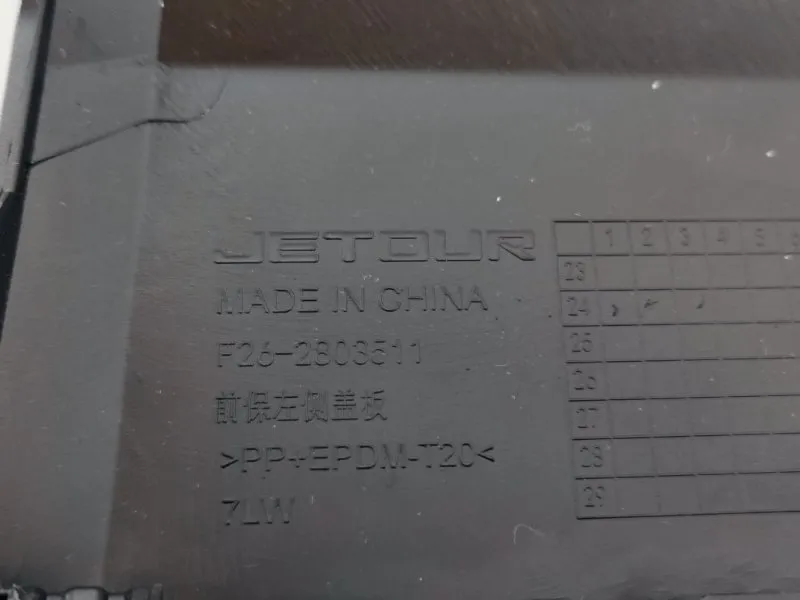 JETOUR
MADE IN CHINA
F26-2803511
前保左侧盖板
>PP+EPDM-T20<
7LW
1 2 3 4 5 6
23
24
25
26
27
28
29